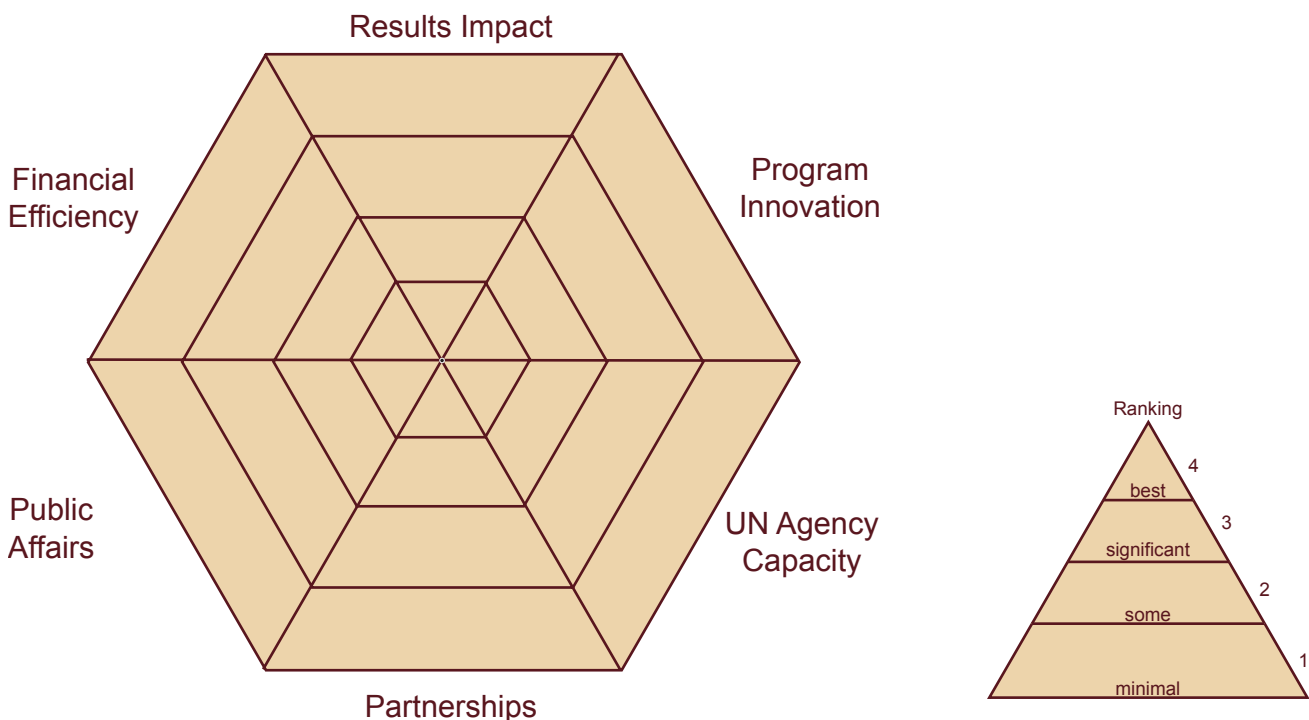 Results Impact
Financial
Efficiency
Program
Innovation
Public
Affairs
UN Agency
Capacity
Partnerships
Ranking
4
best
3
significant
2
some
1
minimal